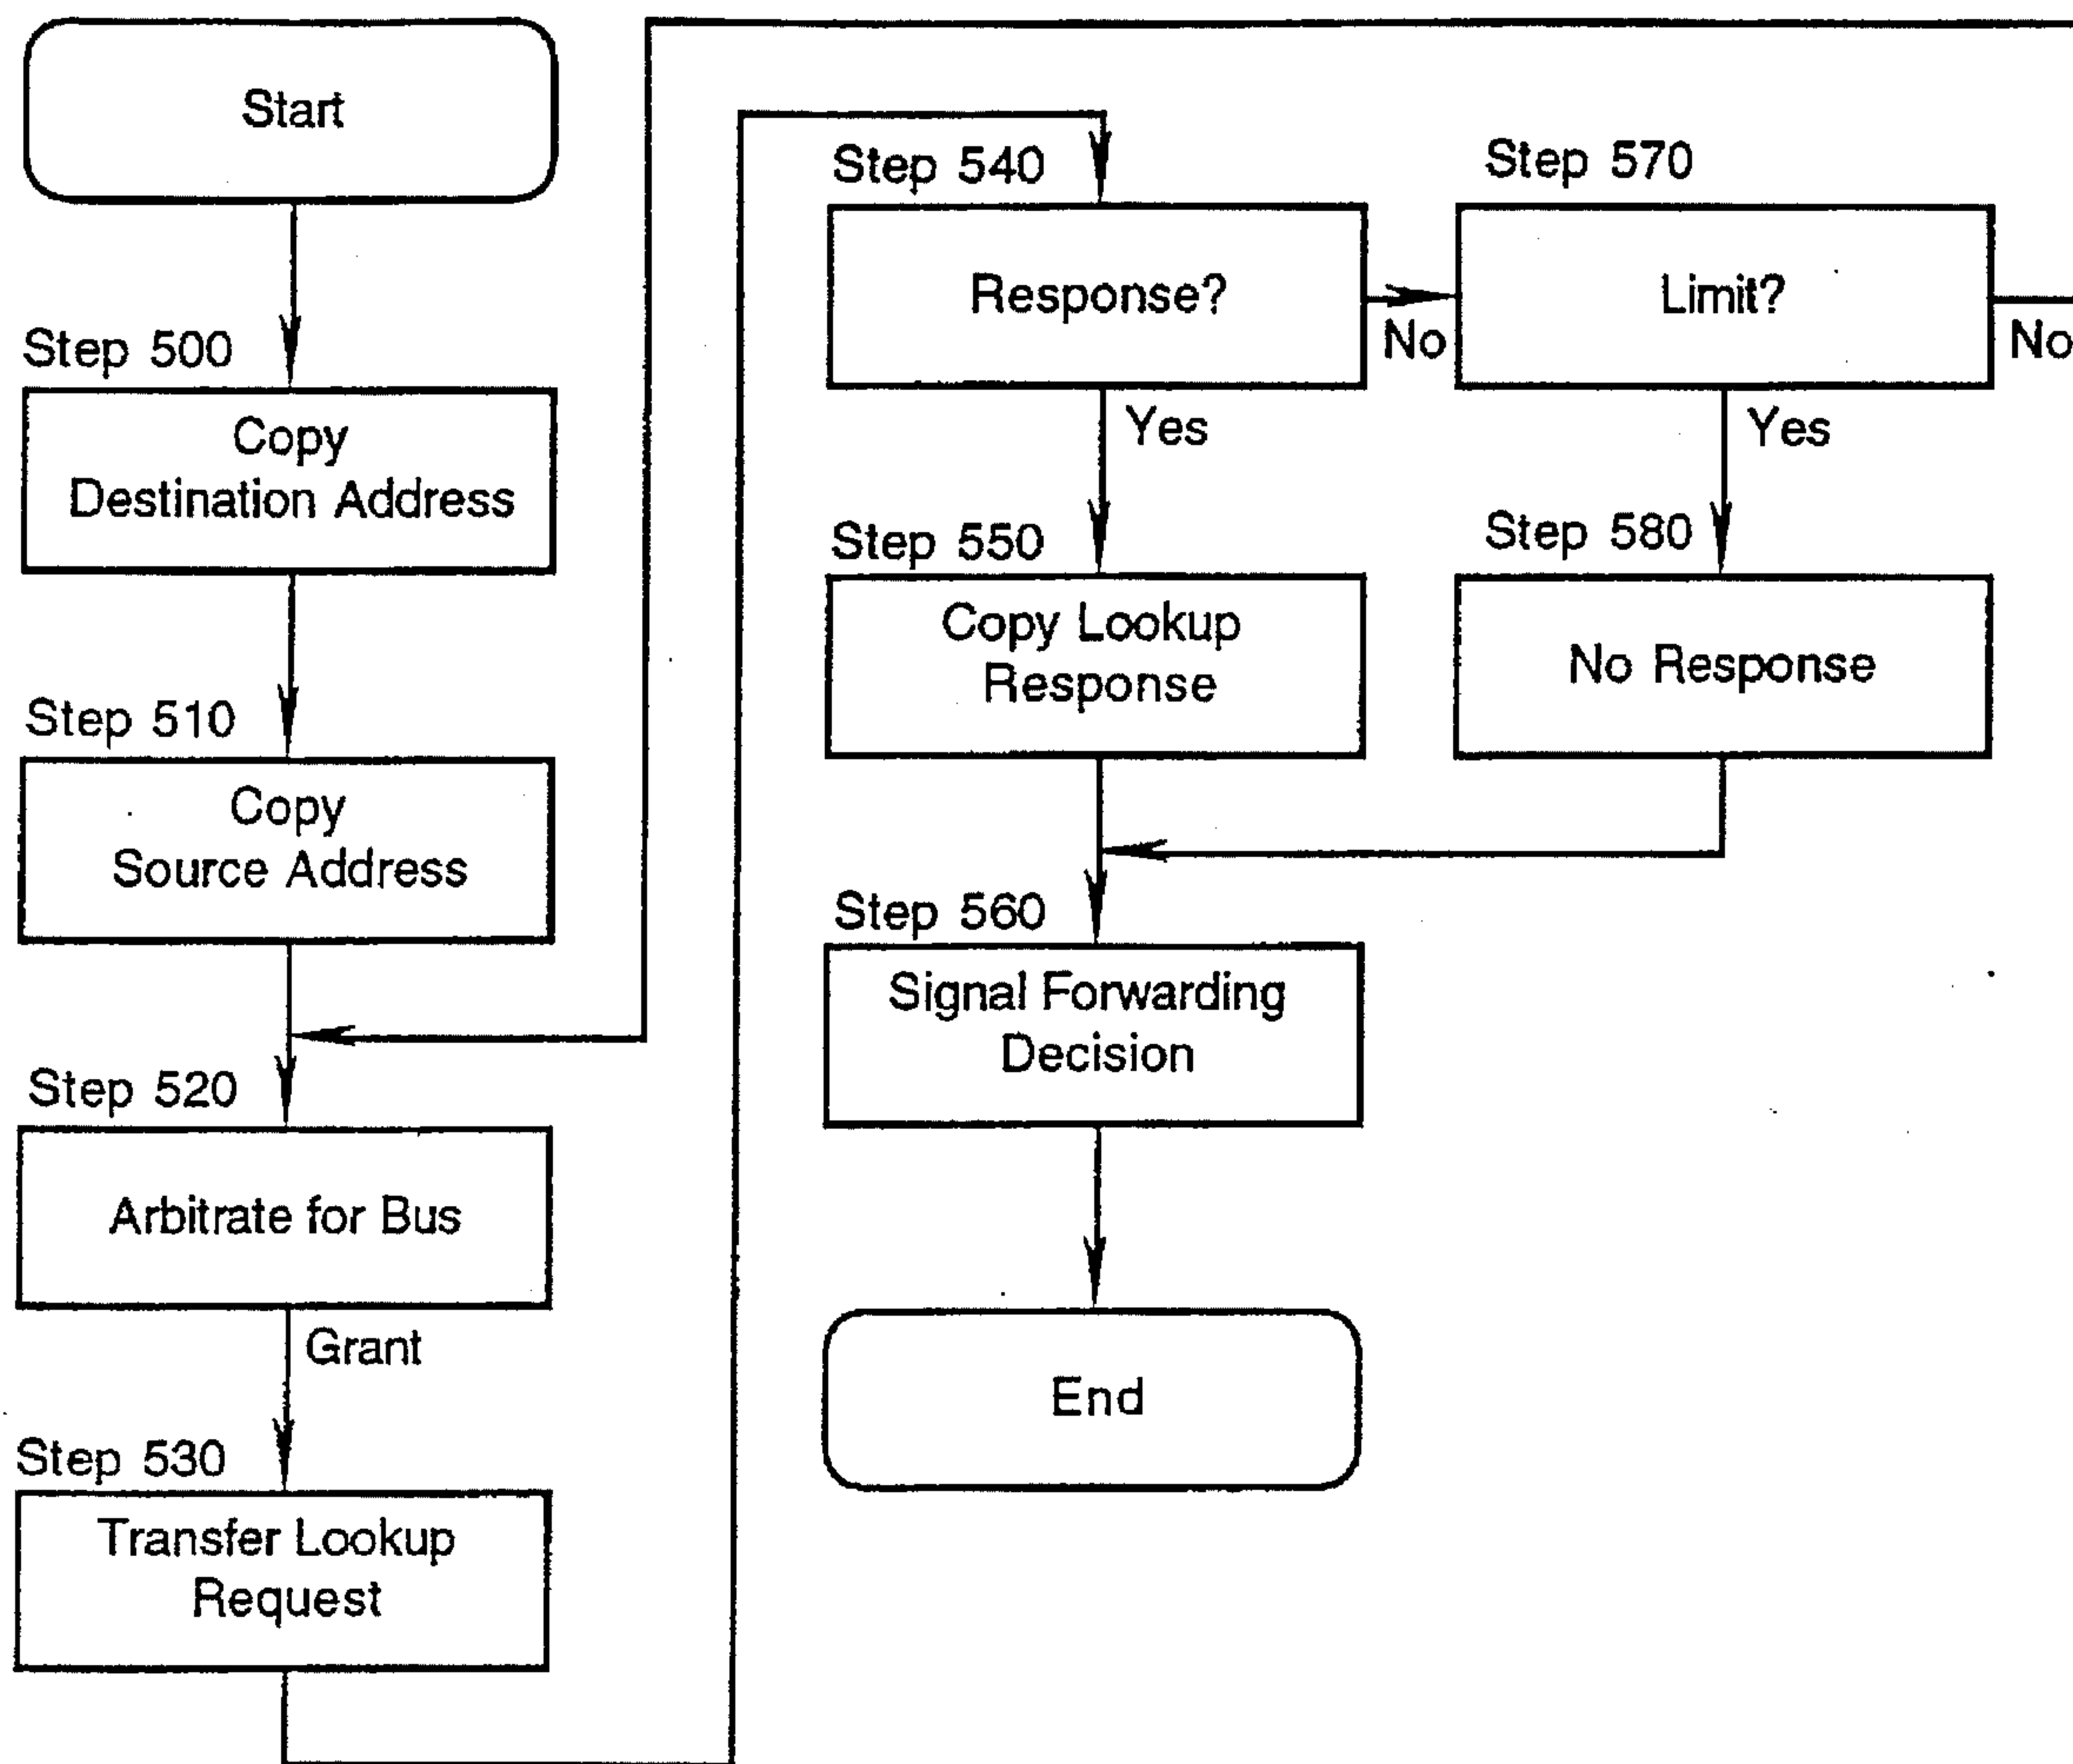 Start
Step 500
Copy
Destination Address
Step 510
Copy
Source Address
Step 520
Arbitrate for Bus
Grant
Step 530
Transfer Lookup
Request
Step 540
Response?
No
Yes
Step 550
Copy Lookup
Response
Step 560
Signal Forwarding
Decision
End
Step 570
Limit?
No
Yes
Step 580
No Response